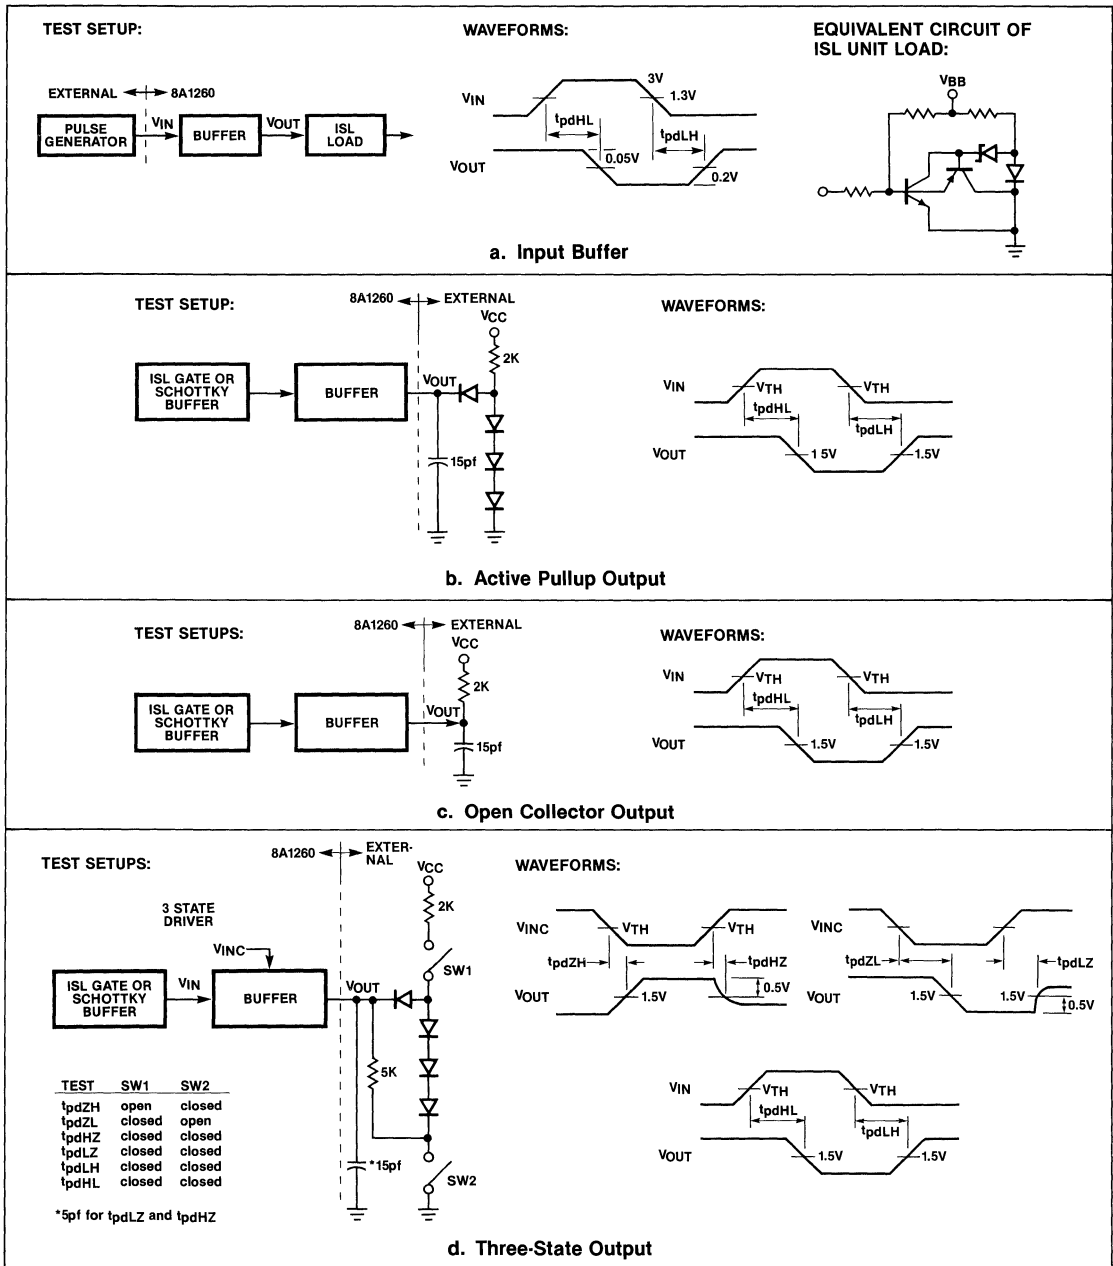 TEST SETUP:
WAVEFORMS:
EQUIVALENT CIRCUIT OF
ISL UNIT LOAD:
EXTERNAL
8A1260
PULSE
GENERATOR
VIN
BUFFER
VOUT
ISL
LOAD
VIN
3V
1.3V
tpdHL
tpdLH
VOUT
0.05V
0.2V
VBB
a. Input Buffer
TEST SETUP:
8A1260
EXTERNAL
VCC
2K
ISL GATE OR
SCHOTTKY
BUFFER
BUFFER
VOUT
15pf
WAVEFORMS:
VIN
VTH
VTH
tpdHL
tpdLH
VOUT
1 5V
1.5V
b. Active Pullup Output
TEST SETUPS:
8A1260
EXTERNAL
VCC
2K
ISL GATE OR
SCHOTTKY
BUFFER
BUFFER
VOUT
15pf
WAVEFORMS:
VIN
VTH
VTH
tpdHL
tpdLH
VOUT
1.5V
1.5V
c. Open Collector Output
TEST SETUPS:
8A1260
EXTER-
NAL
VCC
2K
3 STATE
DRIVER
VINC
SW1
ISL GATE OR
SCHOTTKY
BUFFER
VIN
BUFFER
VOUT
5K
*15pf
SW2
TEST SW1 SW2
tpdZH open closed
tpdZL closed open
tpdHZ closed closed
tpdLZ closed closed
tpdLH closed closed
tpdHL closed closed
*5pf for tpdLZ and tpdHZ
WAVEFORMS:
VINC
VTH
VTH
tpdZH
tpdHZ
VOUT
1.5V
0.5V
VINC
tpdZL
tpdLZ
VOUT
1.5V
1.5V
0.5V
VIN
VTH
VTH
tpdHL
tpdLH
VOUT
1.5V
1.5V
d. Three-State Output